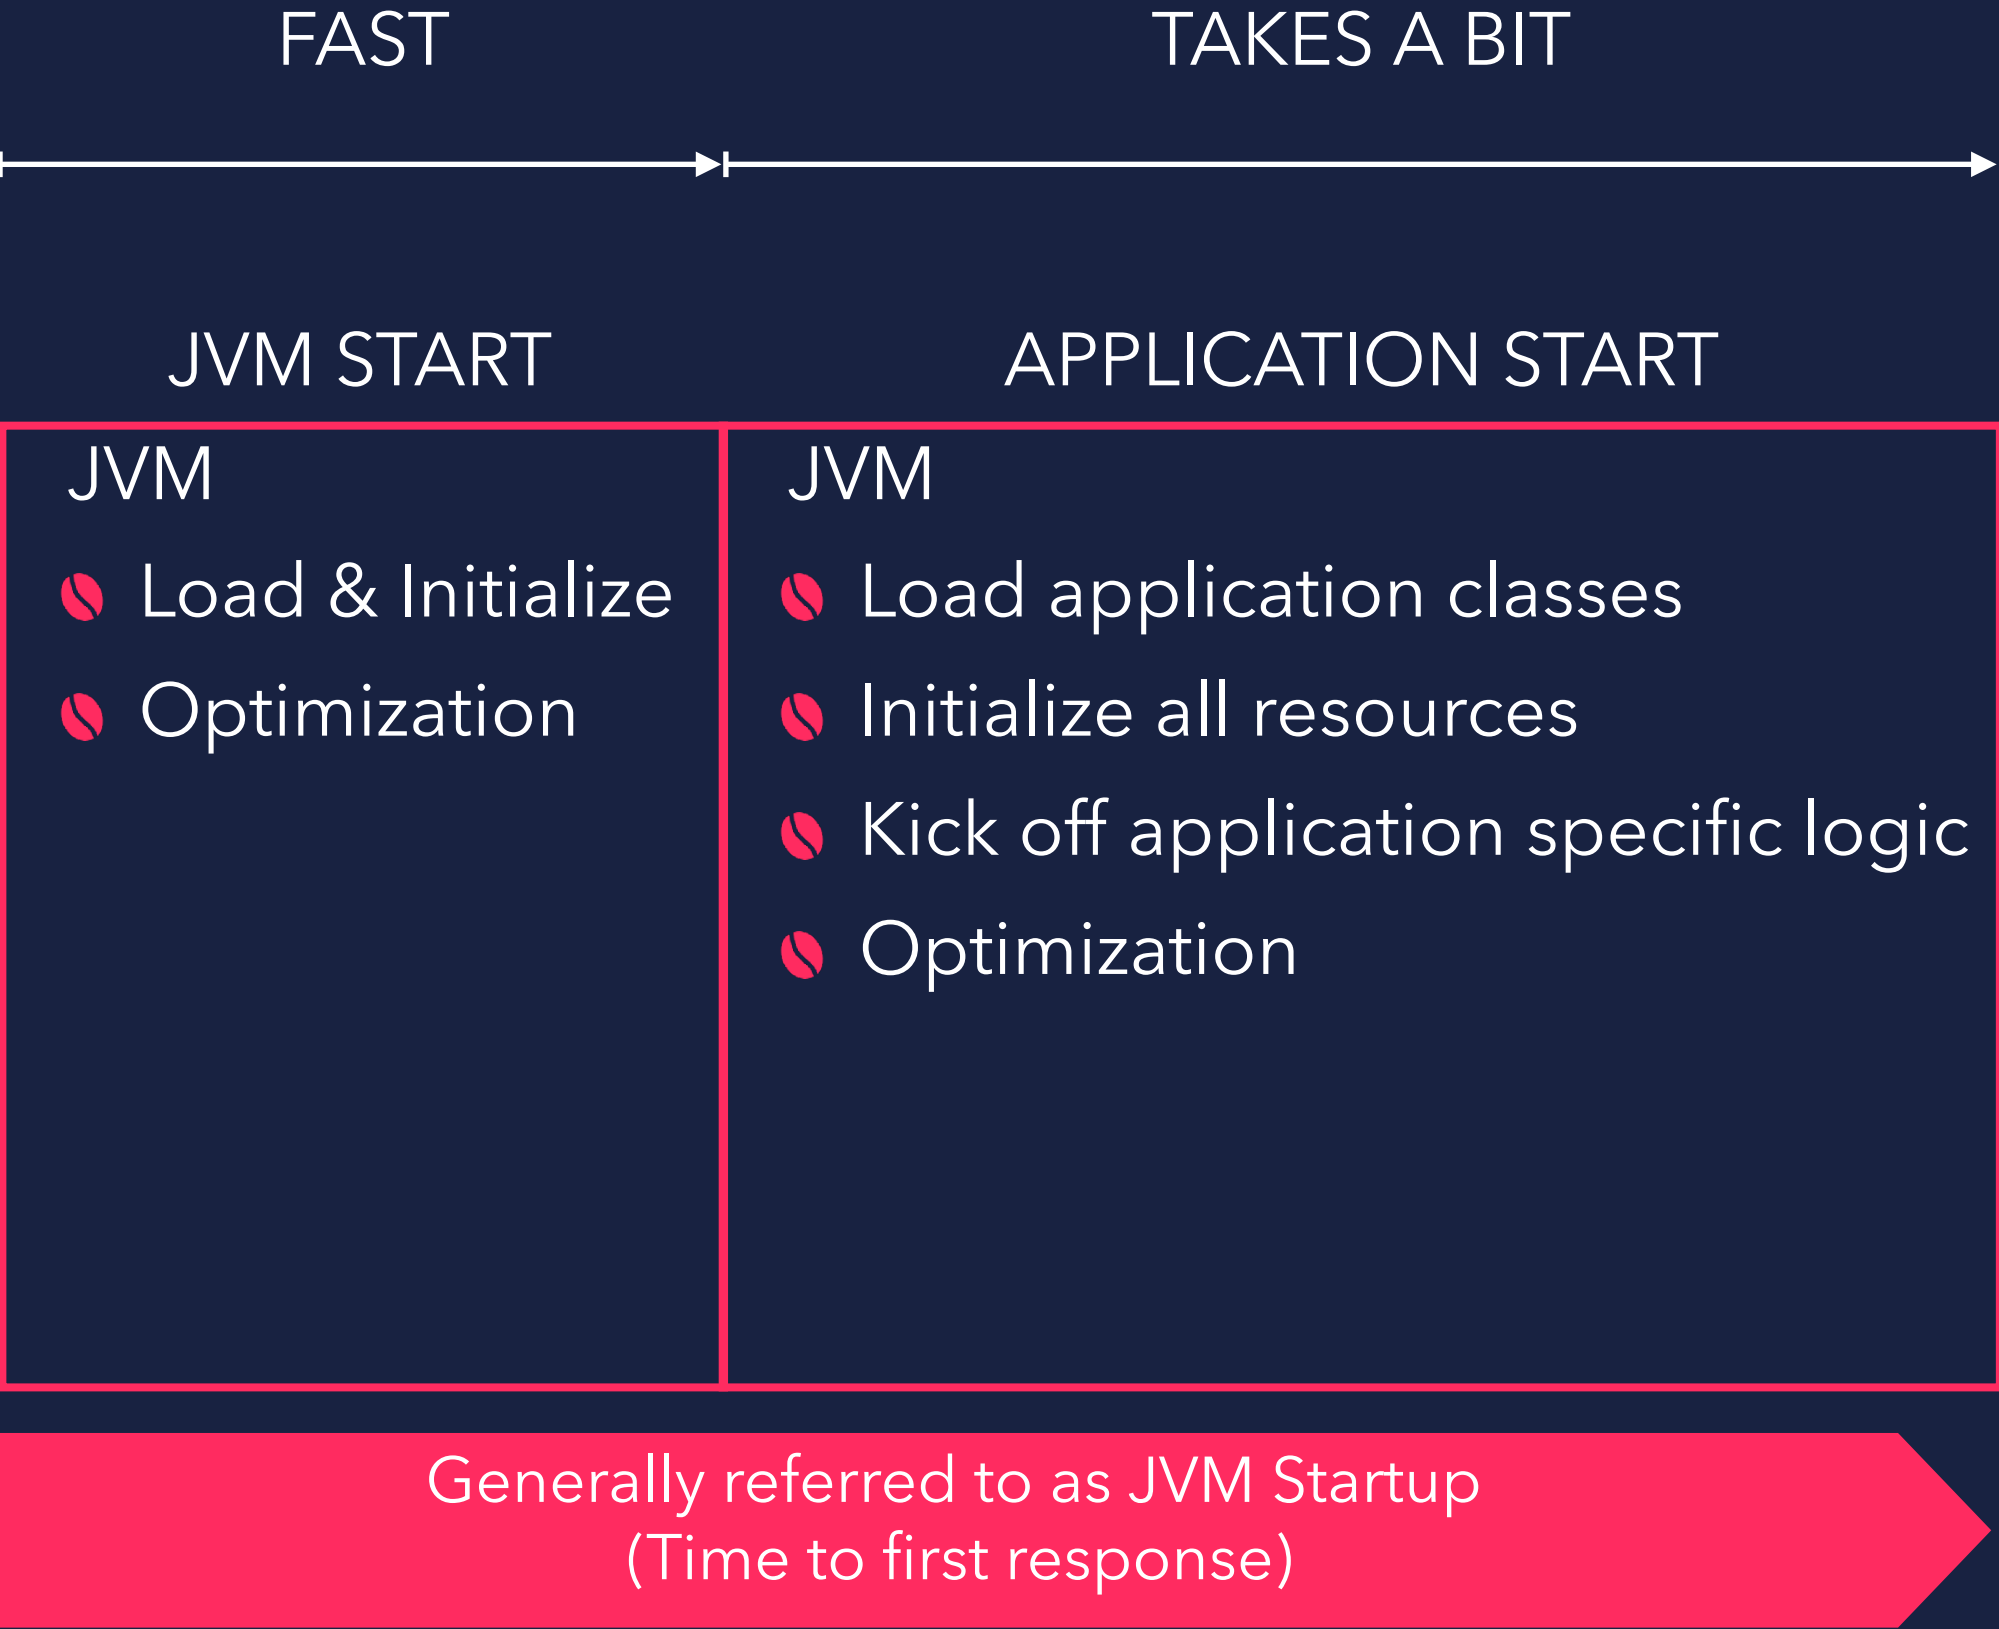 FAST
TAKES A BIT
JVM START
APPLICATION START
JVM
Load & Initialize
Optimization
JVM
Load application classes
Initialize all resources
Kick off application specific logic
Optimization
Generally referred to as JVM Startup
(Time to first response)